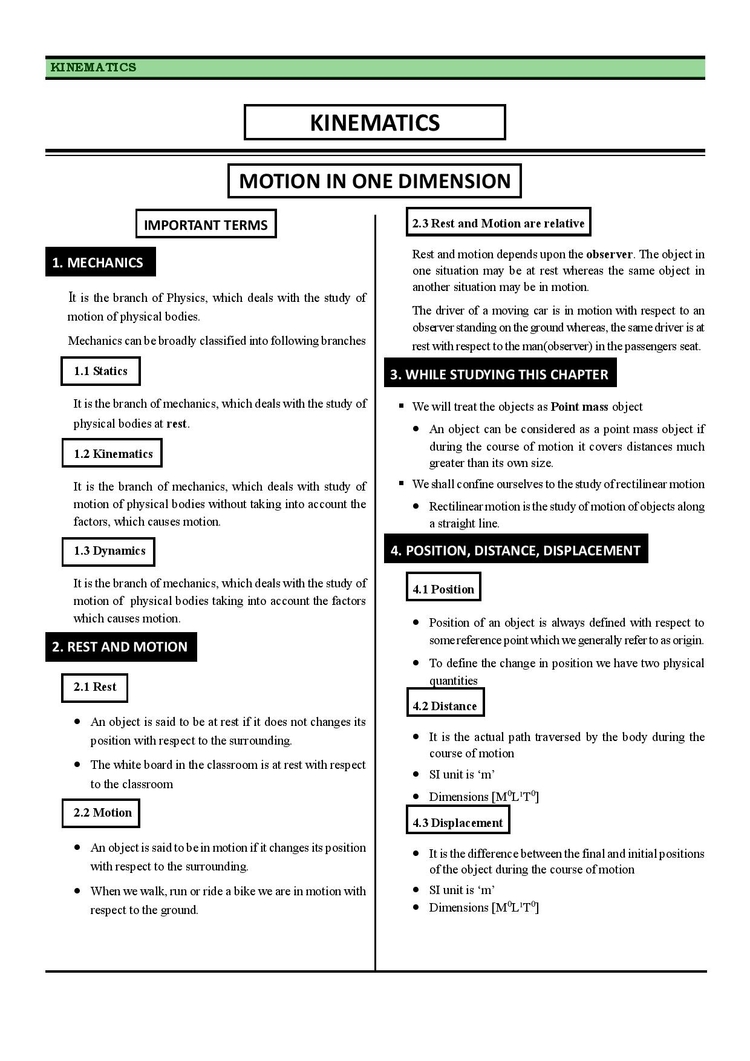 KINEMATICS
KINEMATICS
MOTION IN ONE DIMENSION
IMPORTANT TERMS
1. MECHANICS
It is the branch of Physics, which deals with the study of
motion of physical bodies.
Mechanics can be broadly classified into following branches
1.1 Statics
It is the branch of mechanics, which deals with the study of
physical bodies at rest.
1.2 Kinematics
It is the branch of mechanics, which deals with study of
motion of physical bodies without taking into account the
factors, which causes motion.
1.3 Dynamics
It is the branch of mechanics, which deals with the study of
motion of physical bodies taking into account the factors
which causes motion.
2. REST AND MOTION
2.1 Rest
• An object is said to be at rest if it does not changes its
position with respect to the surrounding.
• The white board in the classroom is at rest with respect
to the classroom
2.2 Motion
• An object is said to be in motion if it changes its position
with respect to the surrounding.
• When we walk, run or ride a bike we are in motion with
respect to the ground.
2.3 Rest and Motion are relative
Rest and motion depends upon the observer. The object in
one situation may be at rest whereas the same object in
another situation may be in motion.
The driver of a moving car is in motion with respect to an
observer standing on the ground whereas, the same driver is at
rest with respect to the man(observer) in the passengers seat.
3. WHILE STUDYING THIS CHAPTER
▪ We will treat the objects as Point mass object
• An object can be considered as a point mass object if
during the course of motion it covers distances much
greater than its own size.
▪ We shall confine ourselves to the study of rectilinear motion
• Rectilinear motion is the study of motion of objects along
a straight line.
4. POSITION, DISTANCE, DISPLACEMENT
4.1 Position
• Position of an object is always defined with respect to
some reference point which we generally refer to as origin.
• To define the change in position we have two physical
quantities
4.2 Distance
• It is the actual path traversed by the body during the
course of motion
• SI unit is ‘m’
• Dimensions [M⁰L¹T⁰]
4.3 Displacement
• It is the difference between the final and initial positions
of the object during the course of motion
• SI unit is ‘m’
• Dimensions [M⁰L¹T⁰]